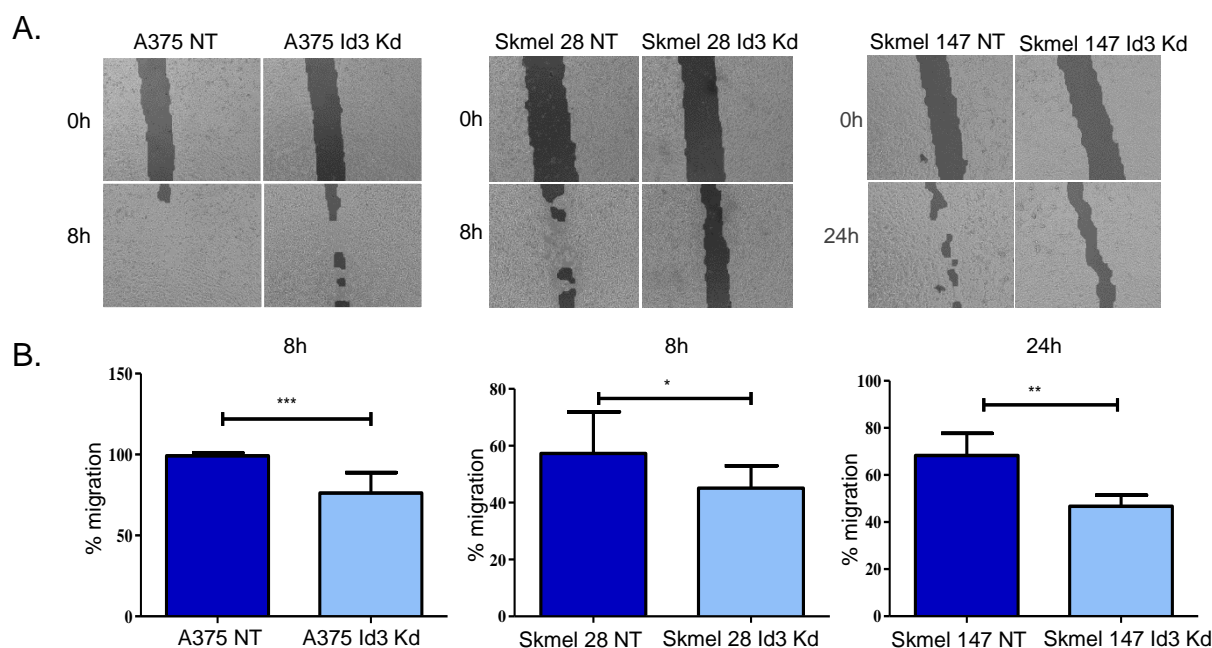 A.
A375 NT
A375 Id3 Kd
Skmel 28 NT
Skmel 28 Id3 Kd
Skmel 147 NT
Skmel 147 Id3 Kd
0h
0h
0h
8h
8h
24h
B.
8h
% migration
150
100
50
0
***
A375 NT
A375 Id3 Kd
8h
% migration
80
60
40
20
0
*
Skmel 28 NT
Skmel 28 Id3 Kd
24h
% migration
100
80
60
40
20
0
**
Skmel 147 NT
Skmel 147 Id3 Kd